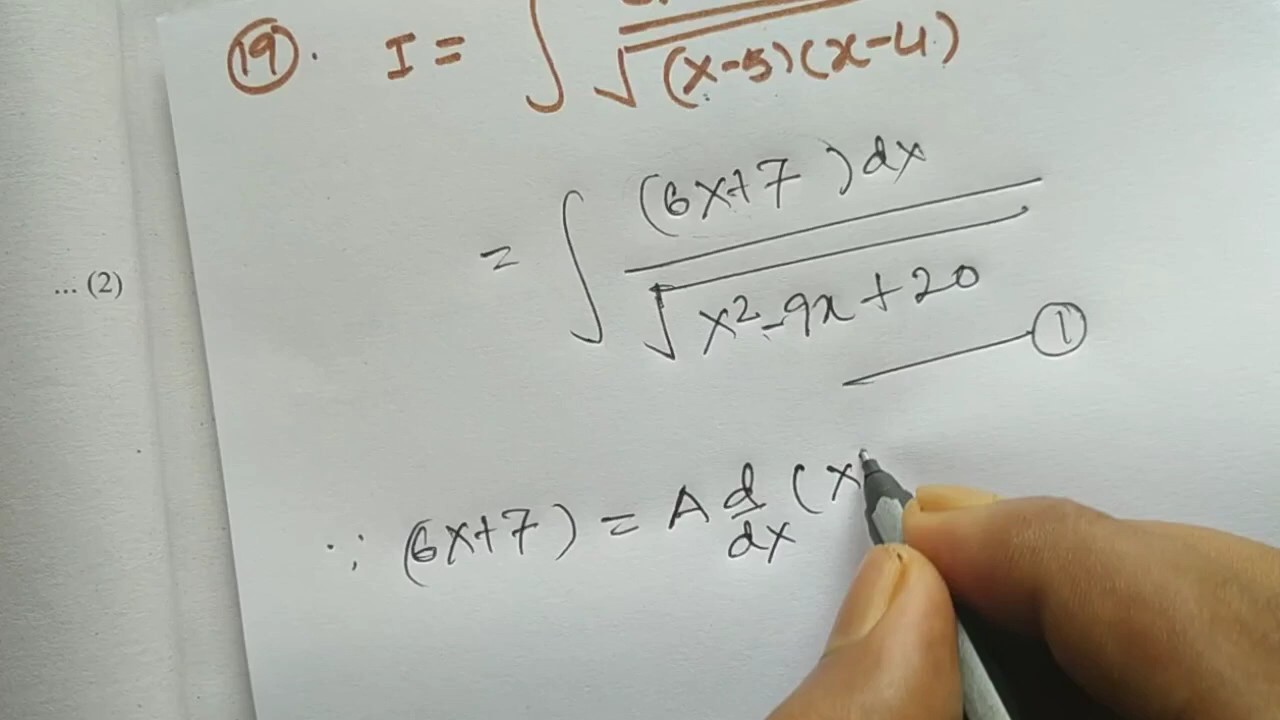 (19). I = ∫ √(x-5)(x-4)
= ∫ (6x+7)dx / √x²-9x+20
... (2)
①
∵ (6x+7) = A d/dx (x